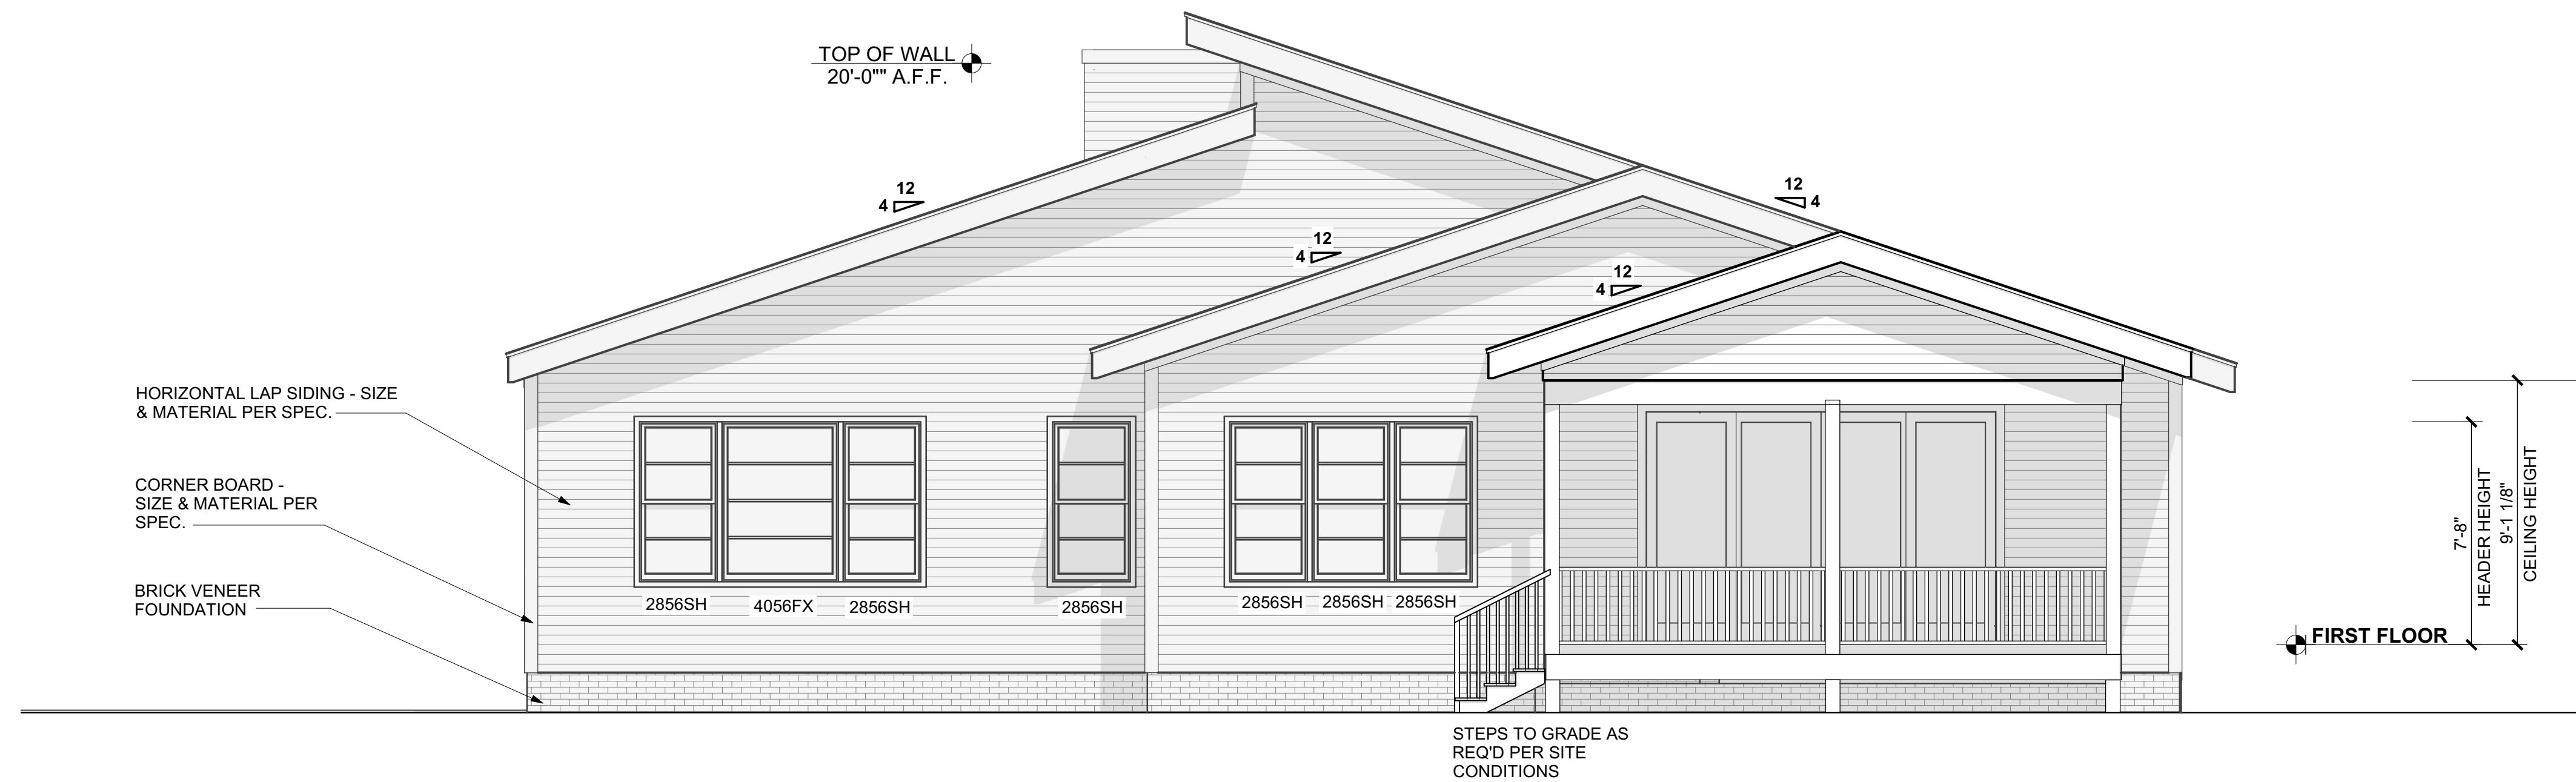 TOP OF WALL
20'-0"" A.F.F.
12
4
12
4
12
4
12
4
HORIZONTAL LAP SIDING - SIZE
& MATERIAL PER SPEC.
CORNER BOARD -
SIZE & MATERIAL PER
SPEC.
BRICK VENEER
FOUNDATION
2856SH
4056FX
2856SH
2856SH
2856SH
2856SH
2856SH
STEPS TO GRADE AS
REQ'D PER SITE
CONDITIONS
FIRST FLOOR
7'-8"
HEADER HEIGHT
9'-1 1/8"
CEILING HEIGHT